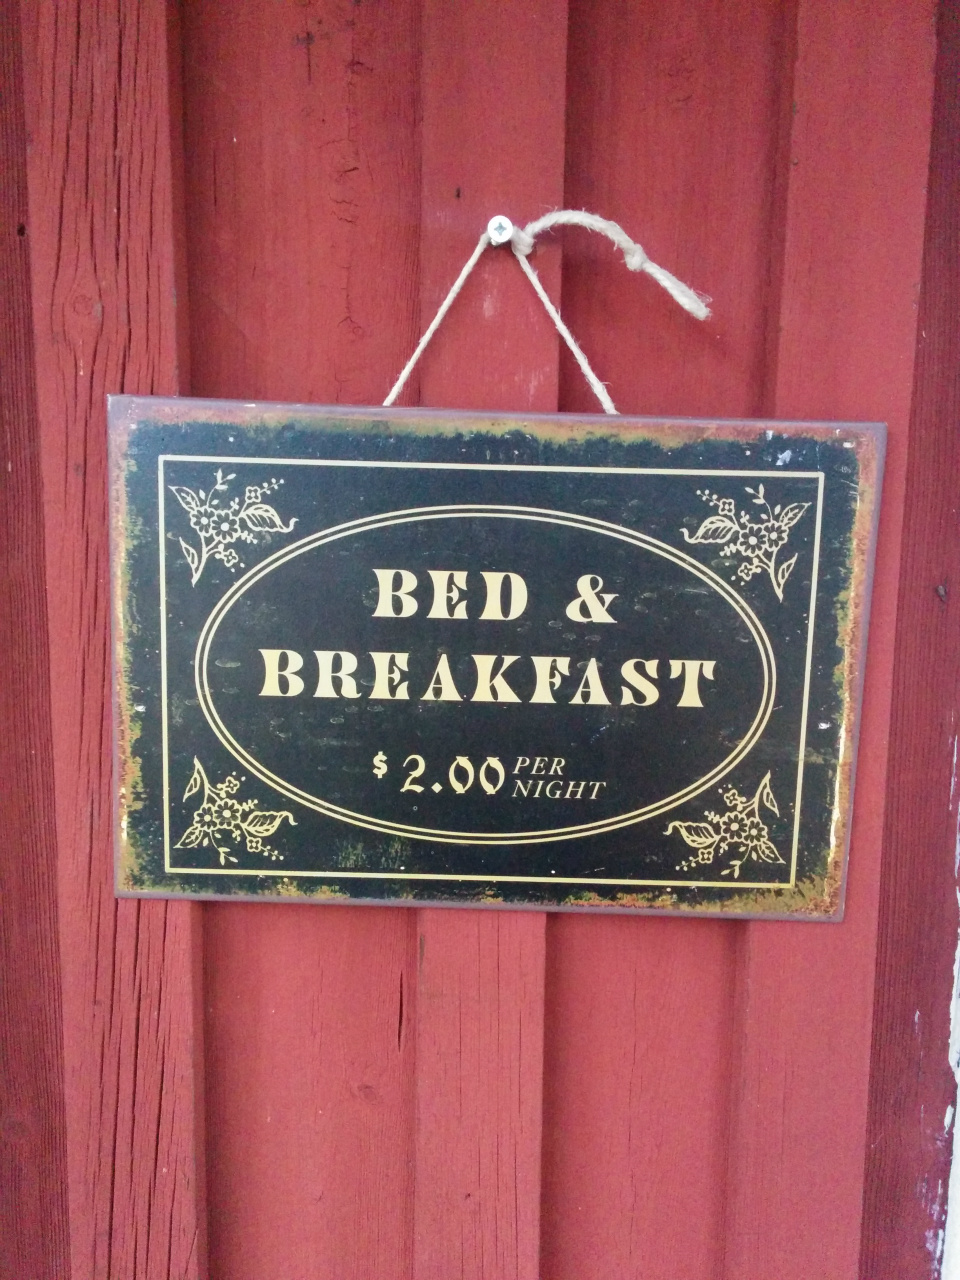 BED &
BREAKFAST
$ 2.00 PER
NIGHT